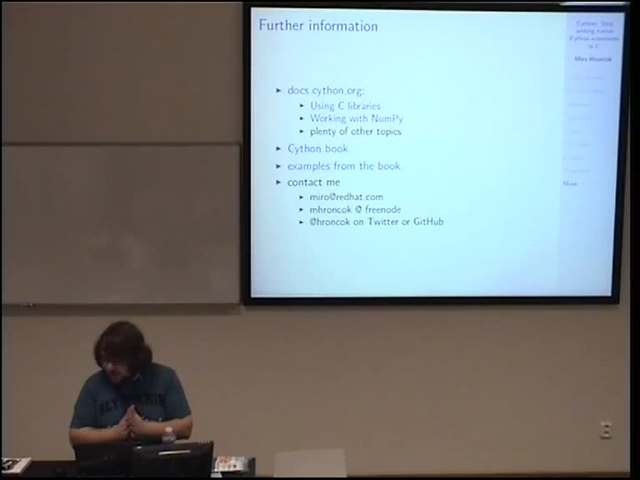 Further information
docs.cython.org:
Using C libraries
Working with NumPy
plenty of other topics
Cython book
examples from the book
contact me
miro@redhat.com
mhroncok @ freenode
@hroncok on Twitter or GitHub
Cython: Stop
writing native
Python extensions
in C
Miro Hrončok
More